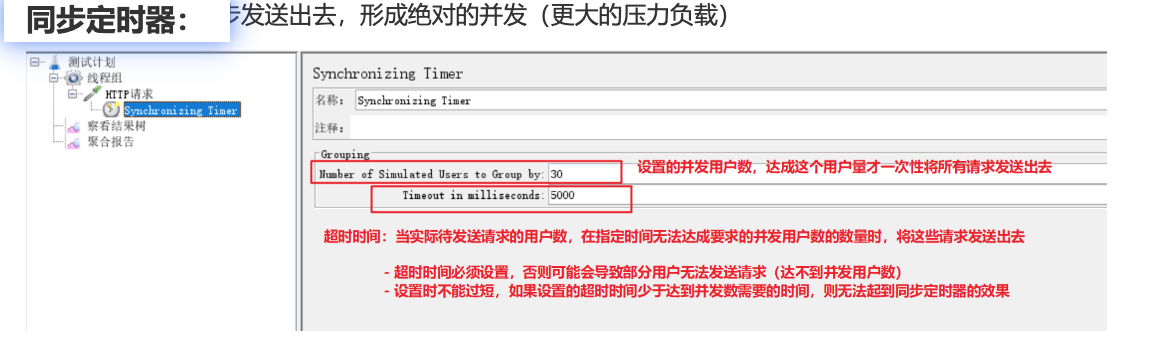 同步定时器：
发送出去，形成绝对的并发（更大的压力负载）
测试计划
线程组
HTTP请求
Synchronizing Timer
察看结果树
聚合报告
Synchronizing Timer
名称： Synchronizing Timer
注释：
Grouping
Number of Simulated Users to Group by: 30 设置的并发用户数，达成这个用户量才一次性将所有请求发送出去
Timeout in milliseconds: 5000
超时时间：当实际待发送请求的用户数，在指定时间无法达成要求的并发用户数的数量时，将这些请求发送出去
- 超时时间必须设置，否则可能会导致部分用户无法发送请求（达不到并发用户数）
- 设置时不能过短，如果设置的超时时间少于达到并发数需要的时间，则无法起到同步定时器的效果